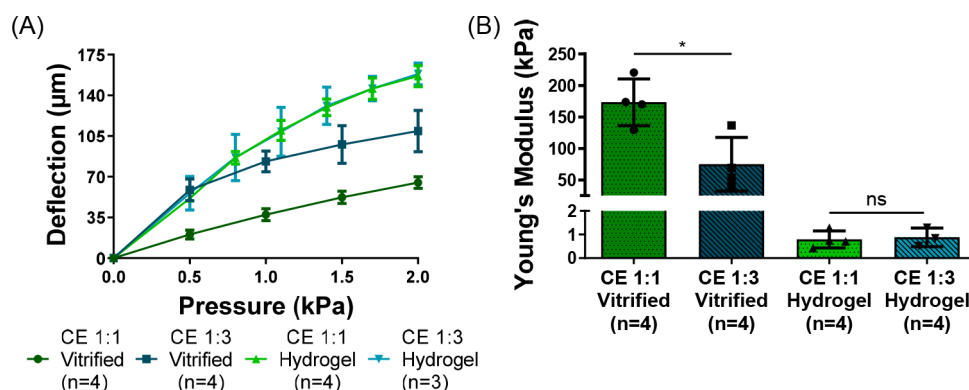 (A)
Deflection (µm)
175
140
105
70
35
0
0.0 0.5 1.0 1.5 2.0
Pressure (kPa)
CE 1:1 CE 1:3 CE 1:1 CE 1:3
Vitrified Vitrified Hydrogel Hydrogel
(n=4) (n=4) (n=4) (n=3)
(B)
Young's Modulus (kPa)
250
200
150
100
50
2
1
0
*
ns
CE 1:1 CE 1:3 CE 1:1 CE 1:3
Vitrified Vitrified Hydrogel Hydrogel
(n=4) (n=4) (n=4) (n=4)